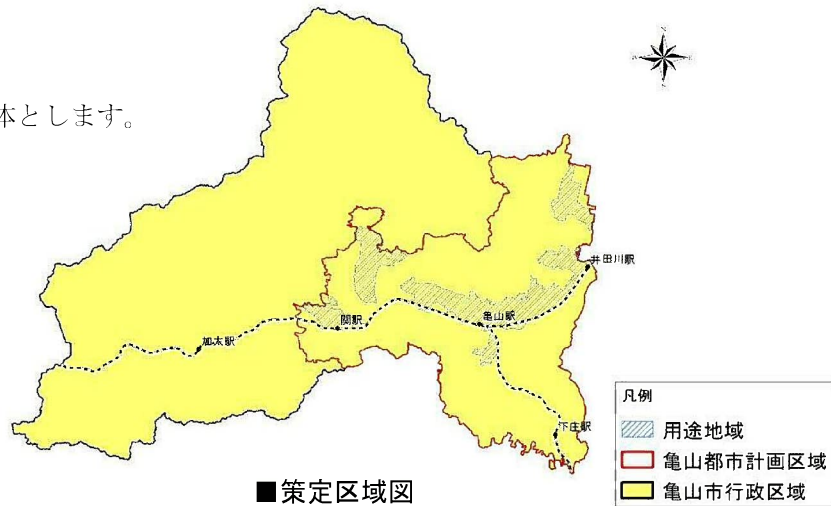 体とします。
井田川駅
亀山駅
関駅
加太駅
下庄駅
凡例
用途地域
亀山都市計画区域
亀山市行政区域
■策定区域図